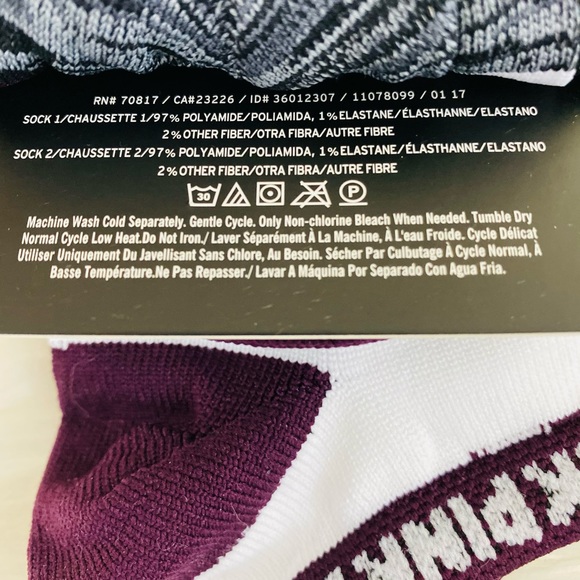 RN# 70817 / CA#23226 / ID# 36012307 / 11078099 / 01 17
SOCK 1/CHAUSSETTE 1/97% POLYAMIDE/POLIAMIDA, 1% ELASTANE/ÉLASTHANNE/ELASTANO
2% OTHER FIBER/OTRA FIBRA/AUTRE FIBRE
SOCK 2/CHAUSSETTE 2/97% POLYAMIDE/POLIAMIDA, 1% ELASTANE/ÉLASTHANNE/ELASTANO
2% OTHER FIBER/OTRA FIBRA/AUTRE FIBRE
30 P
Machine Wash Cold Separately. Gentle Cycle. Only Non-chlorine Bleach When Needed. Tumble Dry
Normal Cycle Low Heat.Do Not Iron./ Laver Séparément À La Machine, À L'eau Froide. Cycle Délicat
Utiliser Uniquement Du Javellisant Sans Chlore, Au Besoin. Sécher Par Culbutage À Cycle Normal, À
Basse Température.Ne Pas Repasser./ Lavar A Máquina Por Separado Con Agua Fria.
PINK